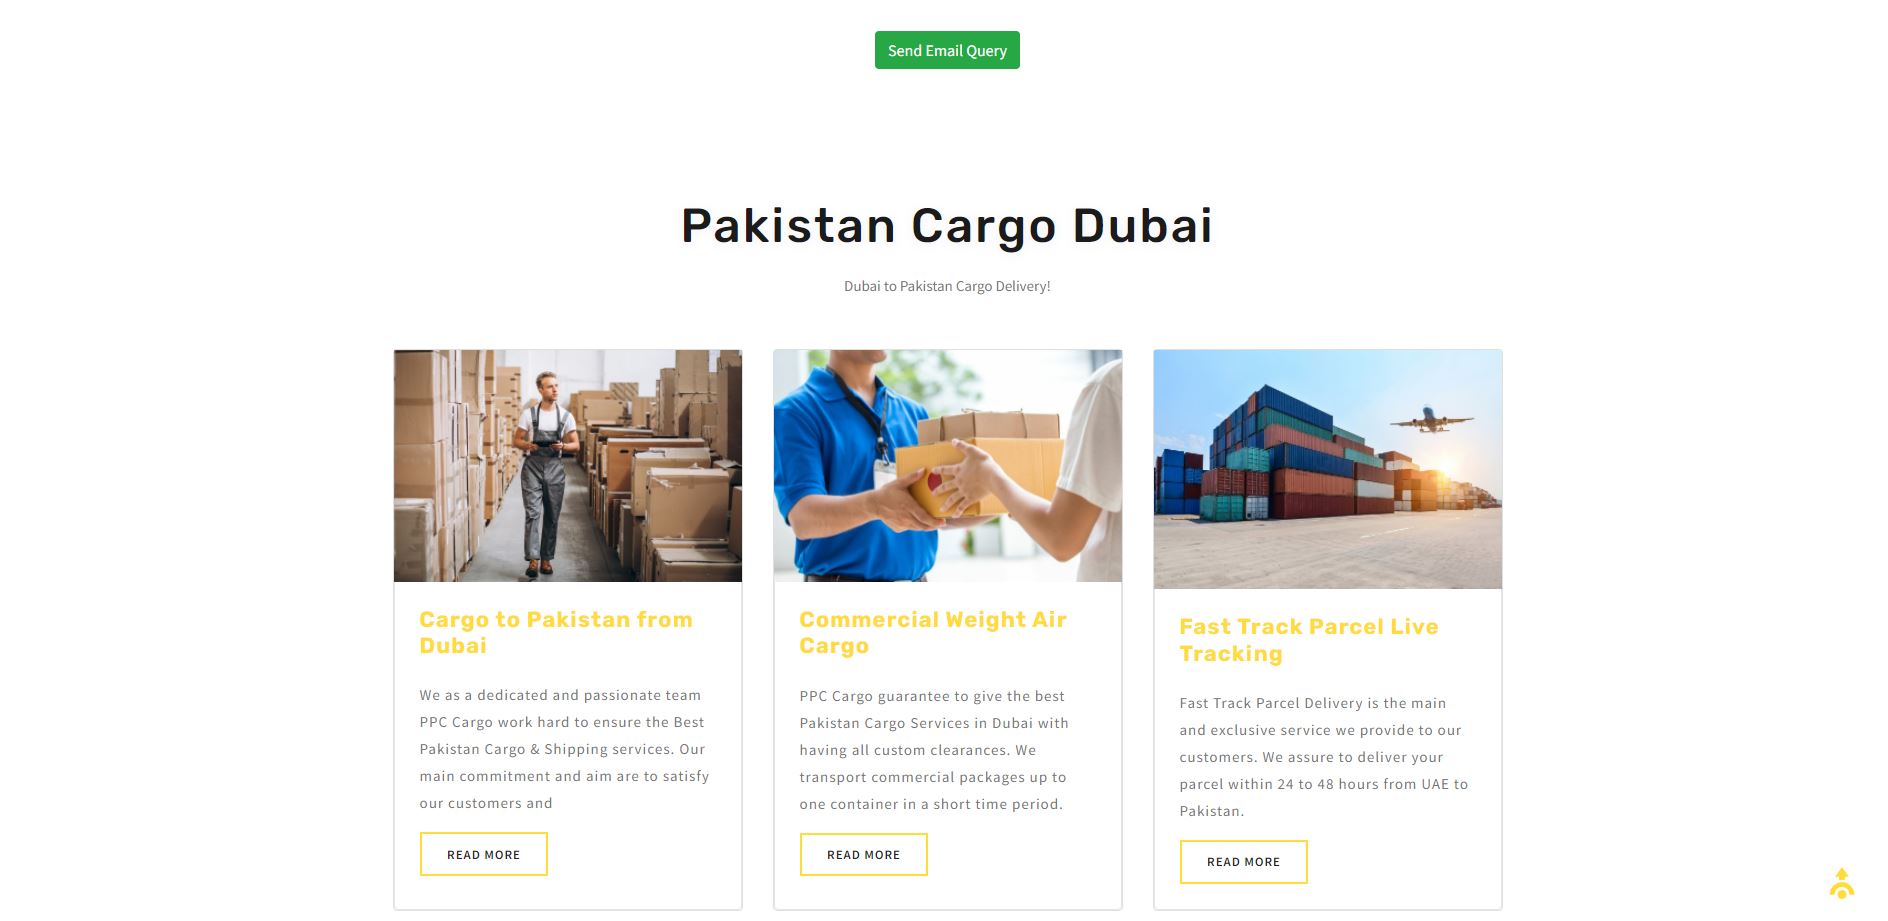 Send Email Query
Pakistan Cargo Dubai
Dubai to Pakistan Cargo Delivery!
Cargo to Pakistan from
Dubai
We as a dedicated and passionate team
PPC Cargo work hard to ensure the Best
Pakistan Cargo & Shipping services. Our
main commitment and aim are to satisfy
our customers and
READ MORE
Commercial Weight Air
Cargo
PPC Cargo guarantee to give the best
Pakistan Cargo Services in Dubai with
having all custom clearances. We
transport commercial packages up to
one container in a short time period.
READ MORE
Fast Track Parcel Live
Tracking
Fast Track Parcel Delivery is the main
and exclusive service we provide to our
customers. We assure to deliver your
parcel within 24 to 48 hours from UAE to
Pakistan.
READ MORE